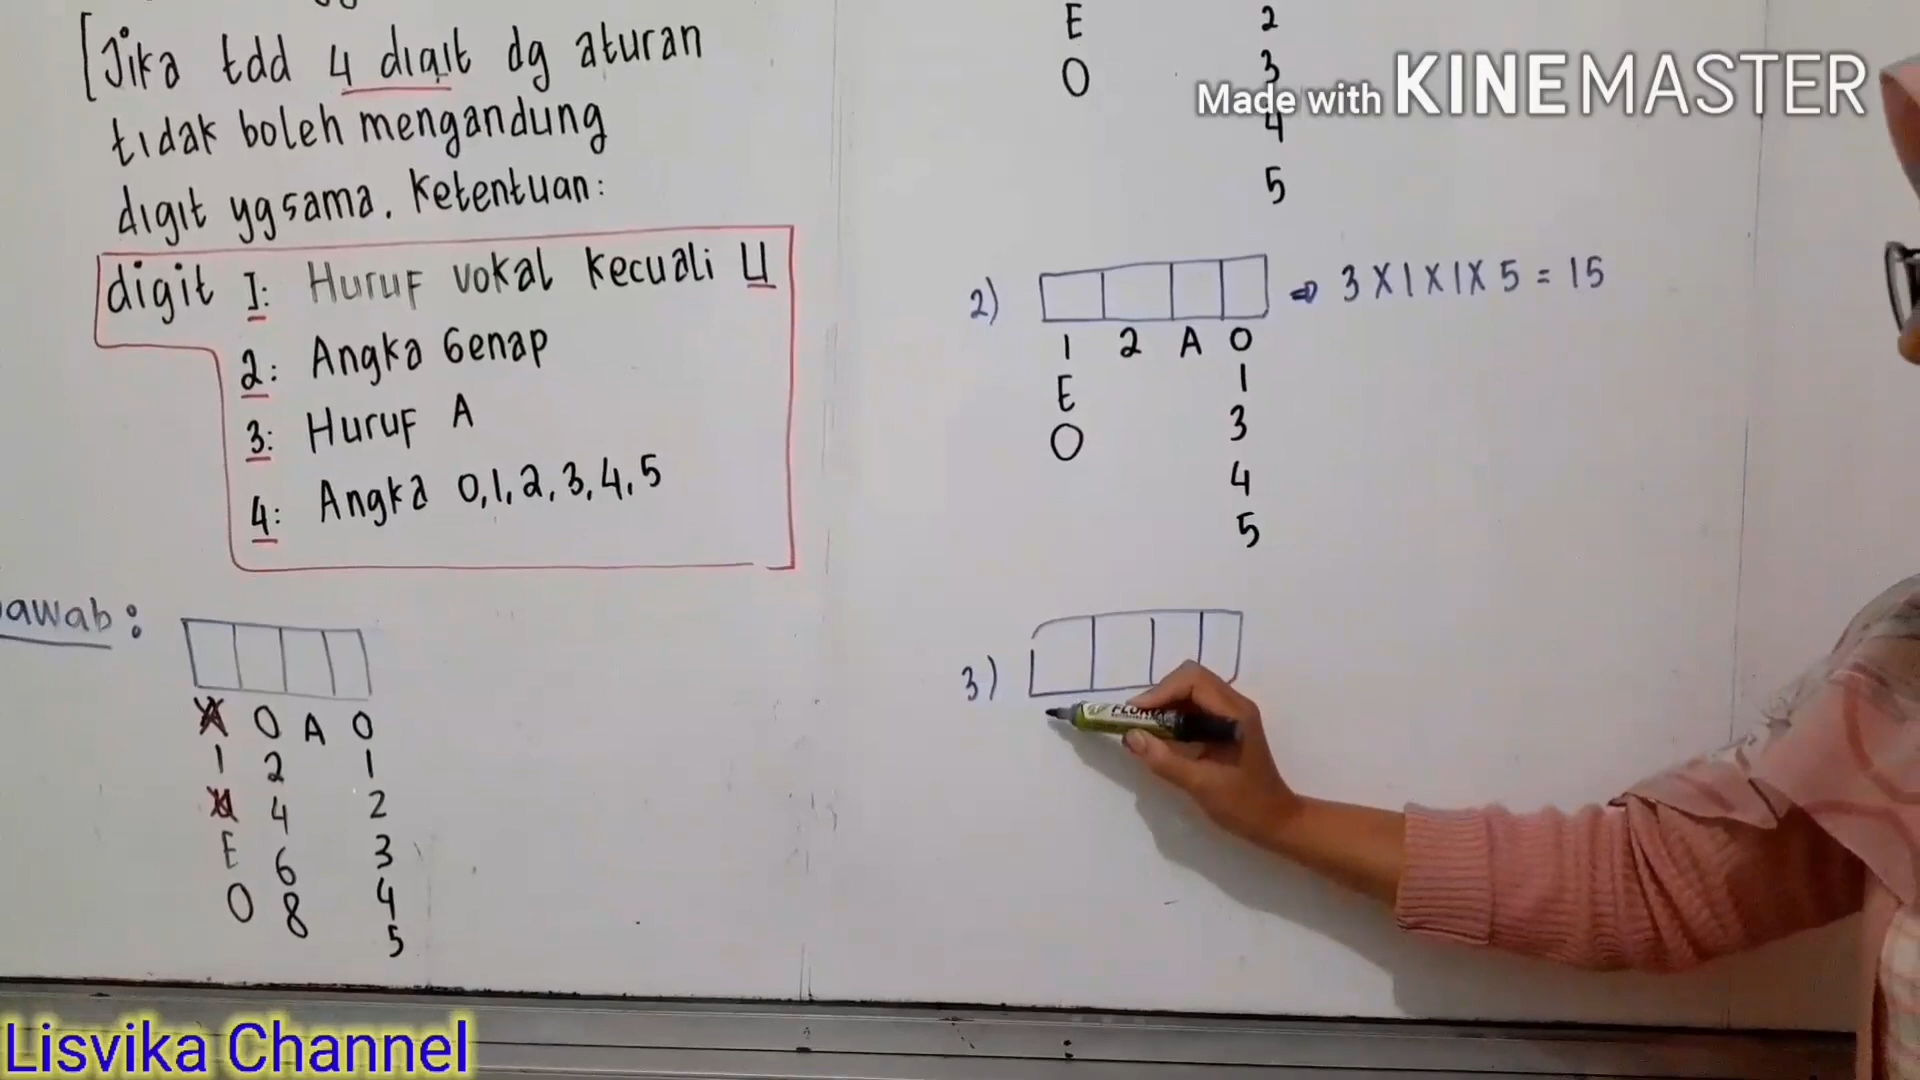 [Jika tdd 4 digit dg aturan
tidak boleh mengandung
digit yg sama. Ketentuan:
digit 1: Huruf vokal kecuali U
2: Angka Genap
3: Huruf A
4: Angka 0,1,2,3,4,5
awab:
A 0 A 0
I 2 1
U 4 2
E 6 3
O 8 4
5
E 2
O 3
4
5
2) ⇒ 3 X 1 X 1 X 5 = 15
I 2 A 0
E 1
O 3
4
5
3)
FLOR
Made with KINEMASTER
Lisvika Channel